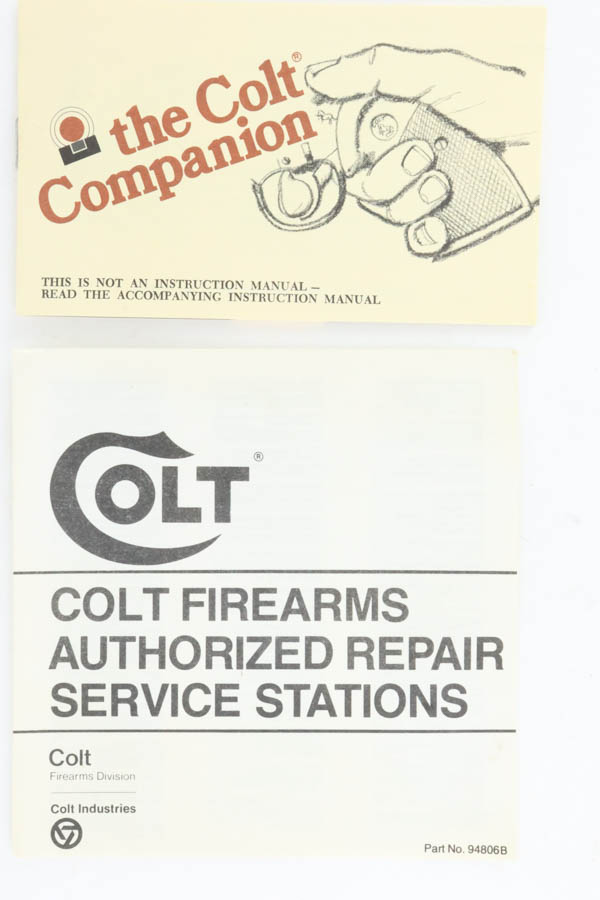 the Colt®
Companion
THIS IS NOT AN INSTRUCTION MANUAL –
READ THE ACCOMPANYING INSTRUCTION MANUAL
COLT®
COLT FIREARMS
AUTHORIZED REPAIR
SERVICE STATIONS
Colt
Firearms Division
Colt Industries
Part No. 94806B